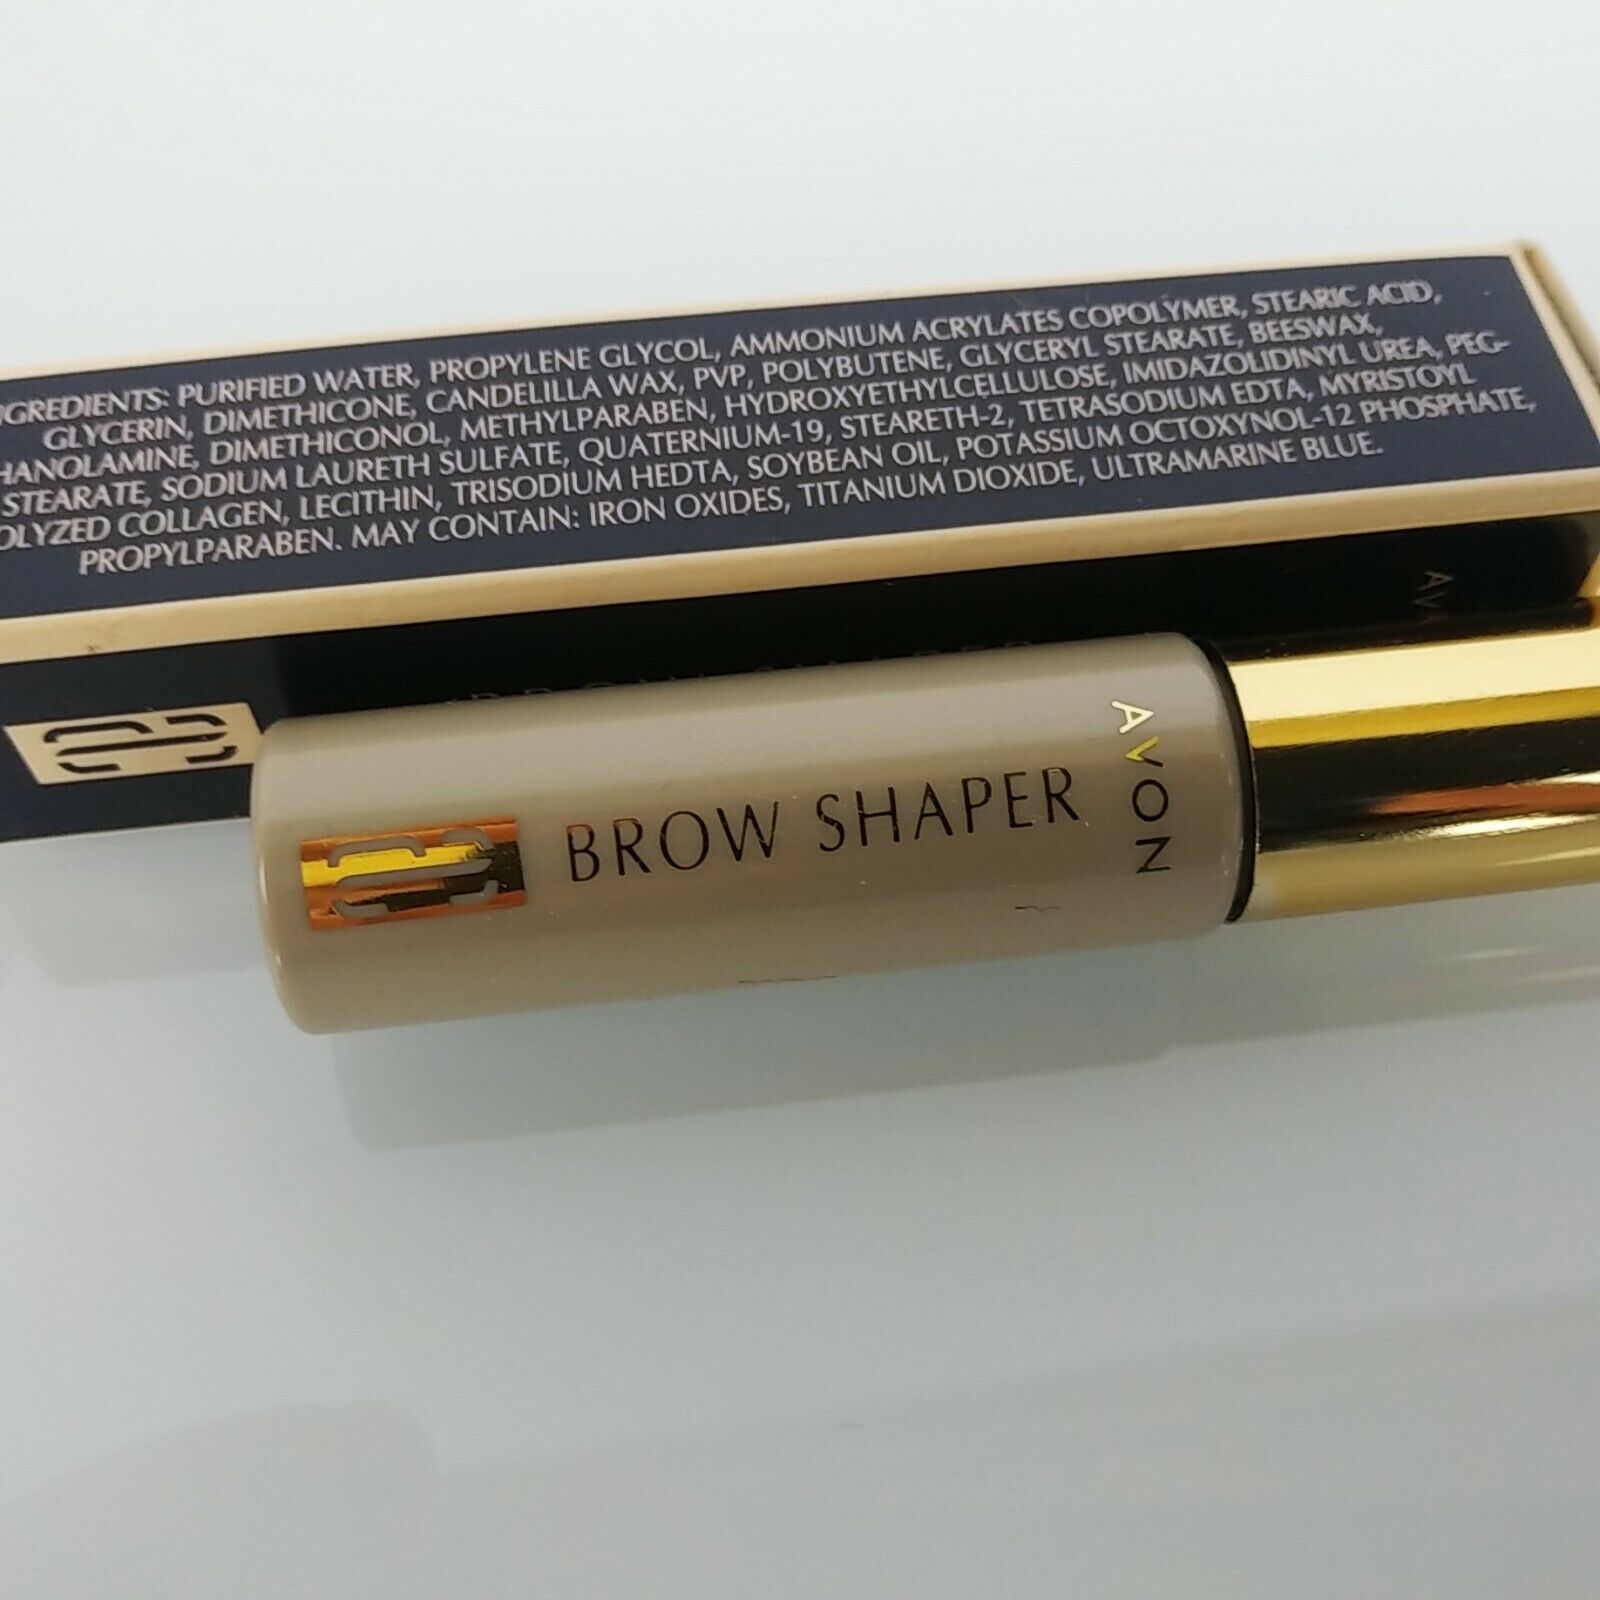 NGREDIENTS: PURIFIED WATER, PROPYLENE GLYCOL, AMMONIUM ACRYLATES COPOLYMER, STEARIC ACID,
GLYCERIN, DIMETHICONE, CANDELILLA WAX, PVP, POLYBUTENE, GLYCERYL STEARATE, BEESWAX,
HANOLAMINE, DIMETHICONOL, METHYLPARABEN, HYDROXYETHYLCELLULOSE, IMIDAZOLIDINYL UREA, PEG-
STEARATE, SODIUM LAURETH SULFATE, QUATERNIUM-19, STEARETH-2, TETRASODIUM EDTA, MYRISTOYL
OLYZED COLLAGEN, LECITHIN, TRISODIUM HEDTA, SOYBEAN OIL, POTASSIUM OCTOXYNOL-12 PHOSPHATE,
PROPYLPARABEN. MAY CONTAIN: IRON OXIDES, TITANIUM DIOXIDE, ULTRAMARINE BLUE.
BROW SHAPER
AVON